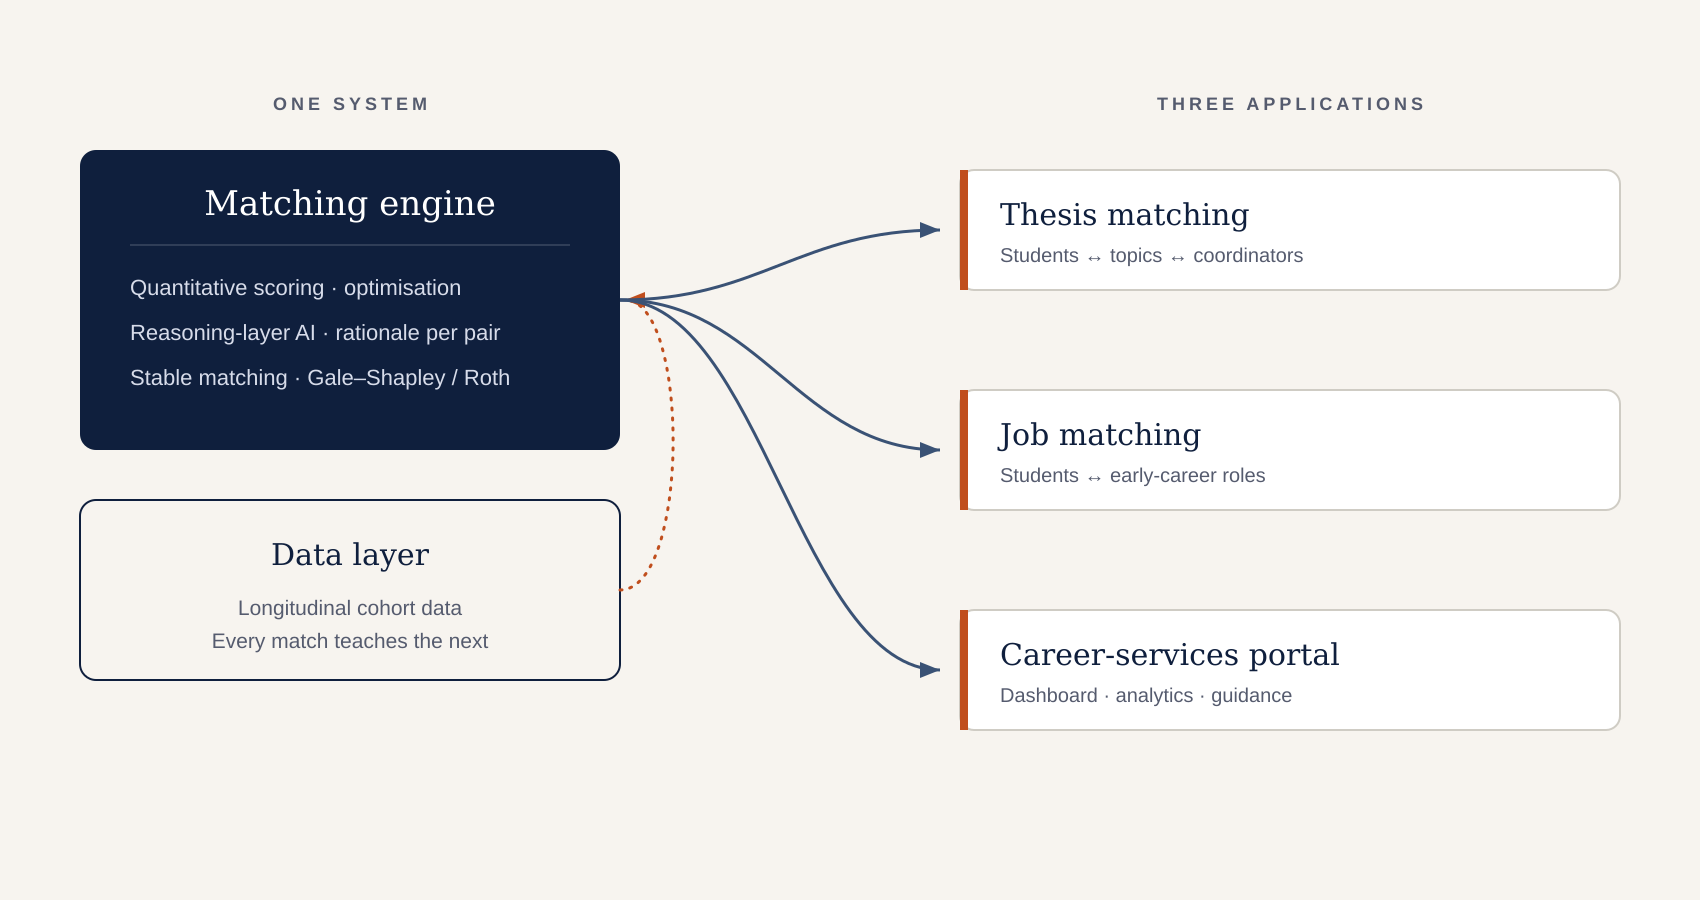 ONE SYSTEM
Matching engine
Quantitative scoring · optimisation
Reasoning-layer AI · rationale per pair
Stable matching · Gale–Shapley / Roth
Data layer
Longitudinal cohort data
Every match teaches the next
THREE APPLICATIONS
Thesis matching
Students ↔ topics ↔ coordinators
Job matching
Students ↔ early-career roles
Career-services portal
Dashboard · analytics · guidance